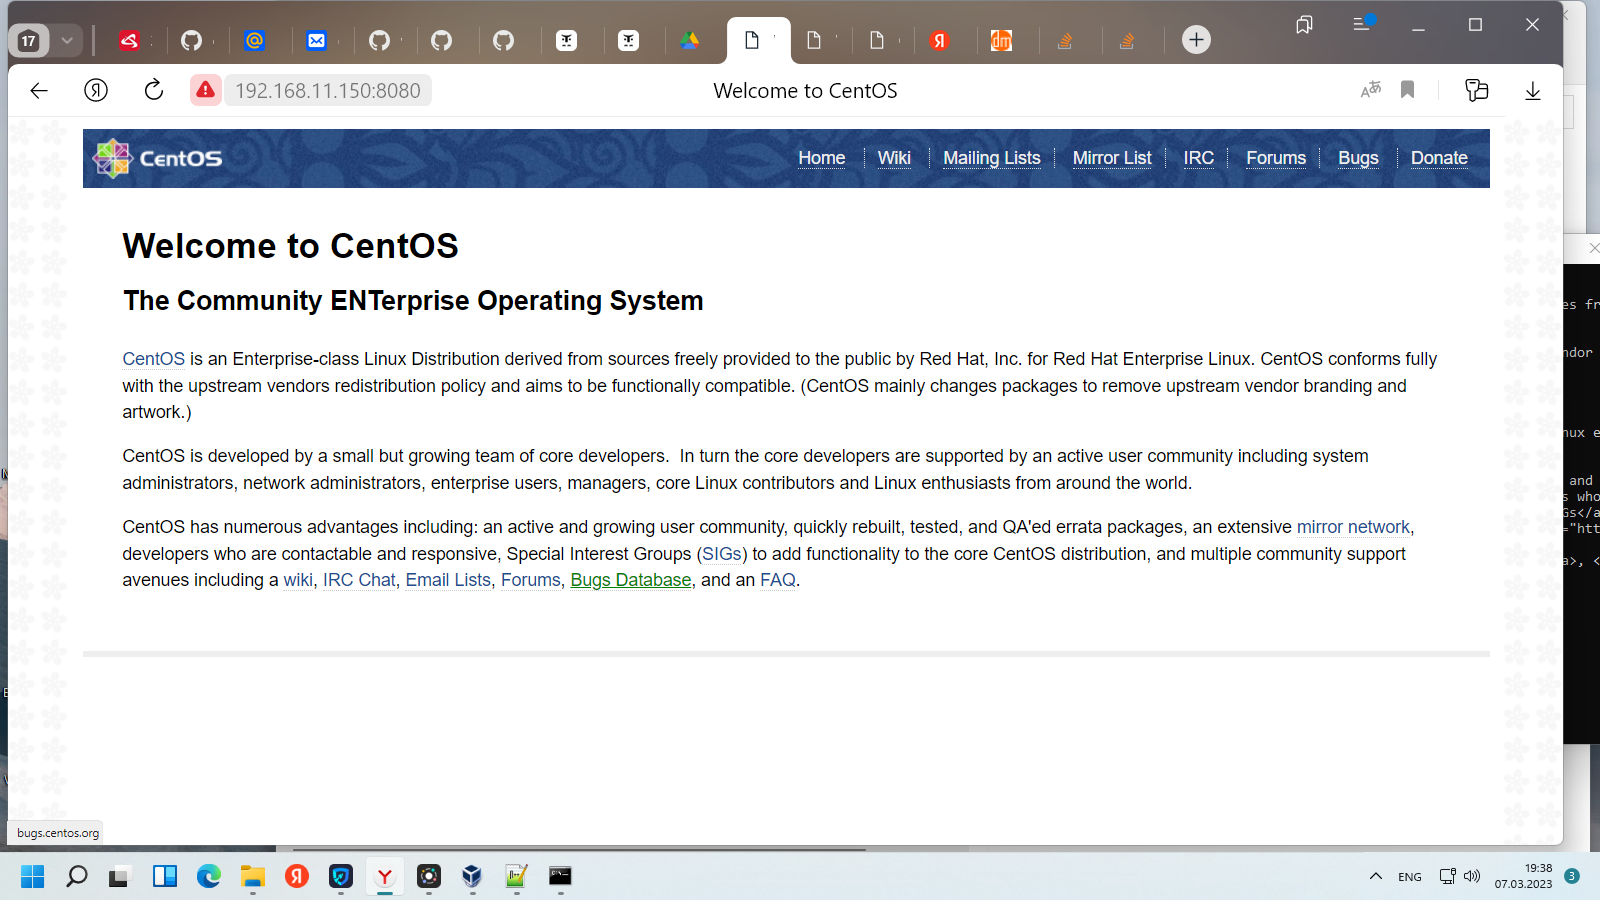 17
192.168.11.150:8080
Welcome to CentOS
CentOS
Home
Wiki
Mailing Lists
Mirror List
IRC
Forums
Bugs
Donate
Welcome to CentOS
The Community ENTerprise Operating System
CentOS is an Enterprise-class Linux Distribution derived from sources freely provided to the public by Red Hat, Inc. for Red Hat Enterprise Linux. CentOS conforms fully
with the upstream vendors redistribution policy and aims to be functionally compatible. (CentOS mainly changes packages to remove upstream vendor branding and
artwork.)
CentOS is developed by a small but growing team of core developers.  In turn the core developers are supported by an active user community including system
administrators, network administrators, enterprise users, managers, core Linux contributors and Linux enthusiasts from around the world.
CentOS has numerous advantages including: an active and growing user community, quickly rebuilt, tested, and QA'ed errata packages, an extensive mirror network,
developers who are contactable and responsive, Special Interest Groups (SIGs) to add functionality to the core CentOS distribution, and multiple community support
avenues including a wiki, IRC Chat, Email Lists, Forums, Bugs Database, and an FAQ.
bugs.centos.org
es fr
ndor
nux e
and
s who
Gs</a
="htt
a>, <
ENG
19:38
07.03.2023
3